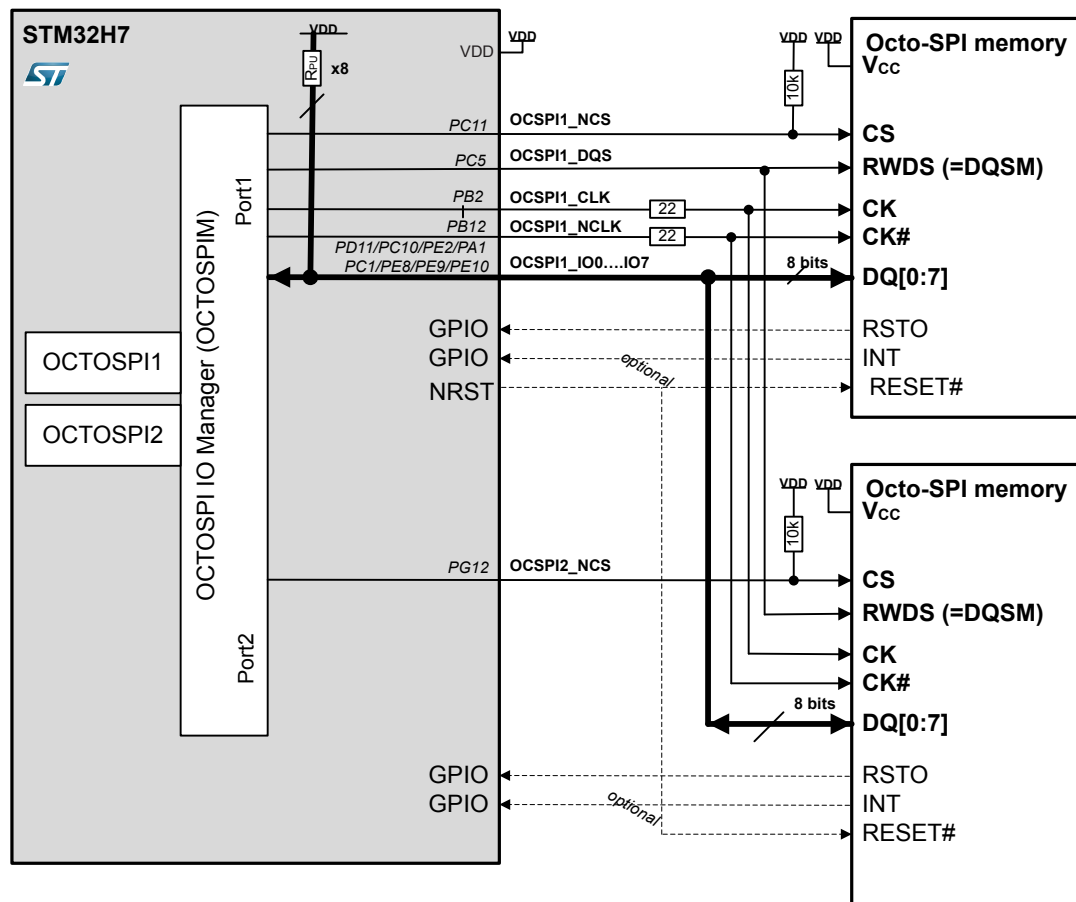 STM32H7
ST
VDD
RPU
x8
VDD
VDD
VDD
VDD
10k
Octo-SPI memory
VCC
OCTOSPI1
OCTOSPI2
OCTOSPI IO Manager (OCTOSPIM)
Port1
Port2
PC11 OCSPI1_NCS
CS
PC5 OCSPI1_DQS
RWDS (=DQSM)
PB2 OCSPI1_CLK
22
CK
PB12 OCSPI1_NCLK
22
CK#
PD11/PC10/PE2/PA1
PC1/PE8/PE9/PE10 OCSPI1_IO0....IO7
8 bits
DQ[0:7]
GPIO
RSTO
GPIO
INT
optional
NRST
RESET#
VDD
VDD
10k
Octo-SPI memory
VCC
PG12 OCSPI2_NCS
CS
RWDS (=DQSM)
CK
CK#
8 bits
DQ[0:7]
GPIO
RSTO
GPIO
INT
optional
RESET#